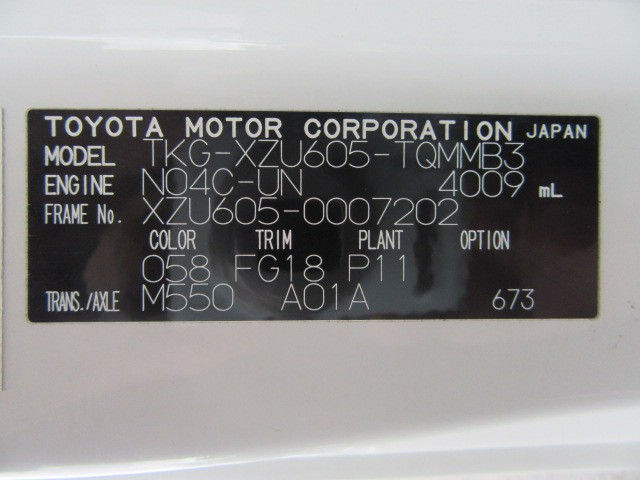 TOYOTA MOTOR CORPORATION JAPAN
MODEL TKG-XZU605-TQMMB3
ENGINE N04C-UN 4009 mL
FRAME No. XZU605-0007202
COLOR TRIM PLANT OPTION
058 FG18 P11
TRANS./AXLE M550 A01A 673